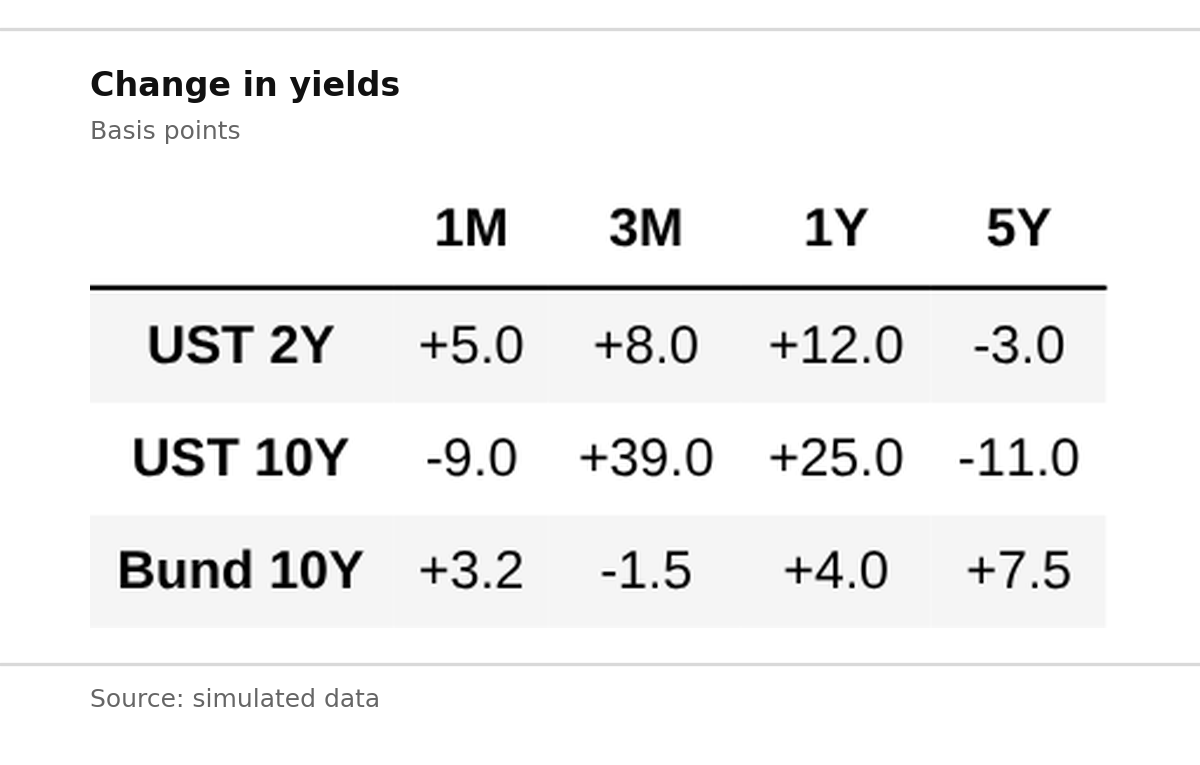 Change in yields
Basis points
1M 3M 1Y 5Y
UST 2Y +5.0 +8.0 +12.0 -3.0
UST 10Y -9.0 +39.0 +25.0 -11.0
Bund 10Y +3.2 -1.5 +4.0 +7.5
Source: simulated data